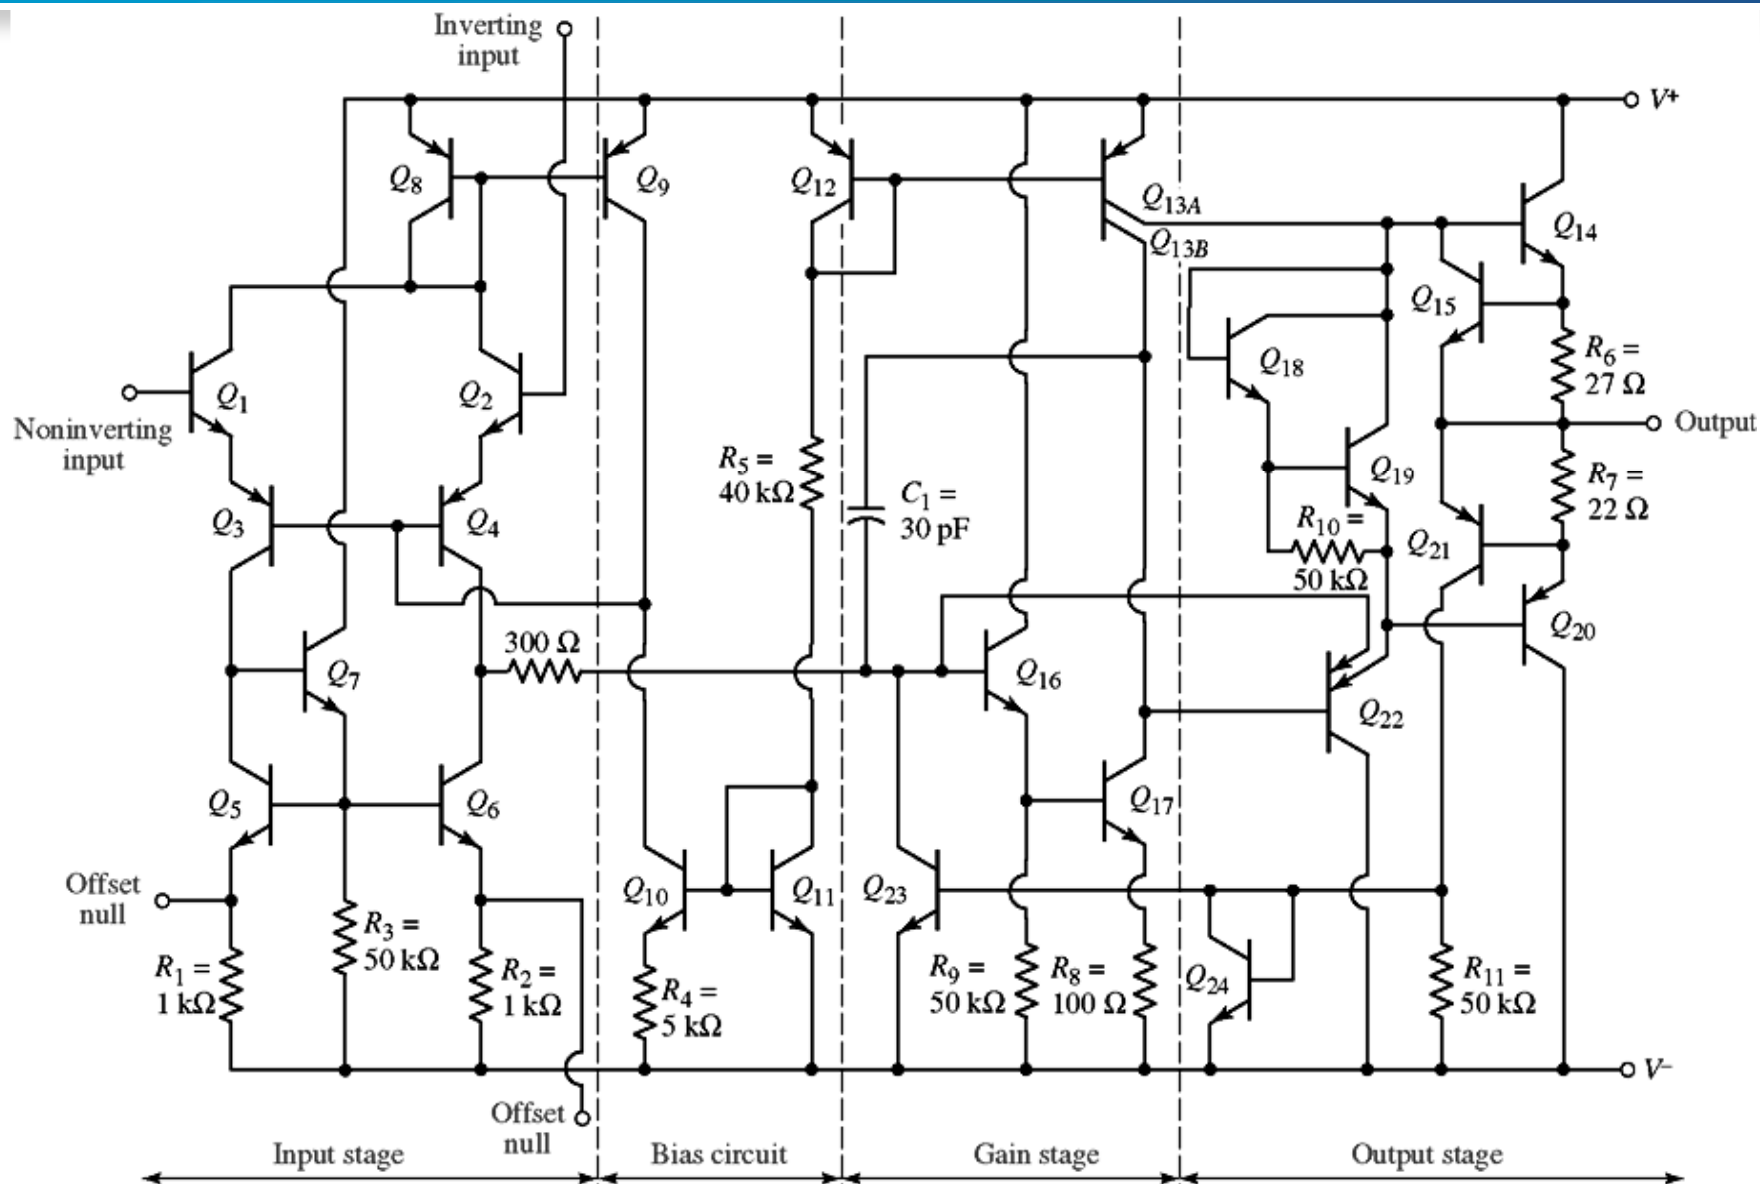 Inverting
input
V+
Q8
Q9
Q12
Q13A
Q13B
Q14
Q15
Q18
R6 =
27 Ω
Q1
Q2
Noninverting
input
Output
R5 =
40 kΩ
C1 =
30 pF
Q19
R7 =
22 Ω
Q3
Q4
R10 =
50 kΩ
Q21
Q20
300 Ω
Q7
Q16
Q22
Q5
Q6
Q17
Offset
null
Q10
Q11
Q23
R3 =
50 kΩ
R1 =
1 kΩ
R2 =
1 kΩ
R4 =
5 kΩ
R9 =
50 kΩ
R8 =
100 Ω
Q24
R11 =
50 kΩ
V–
Offset
null
Input stage
Bias circuit
Gain stage
Output stage